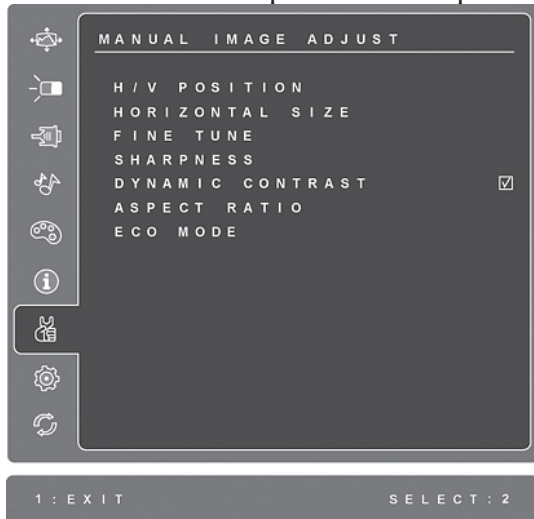 MANUAL IMAGE ADJUST
H/V POSITION
HORIZONTAL SIZE
FINE TUNE
SHARPNESS
DYNAMIC CONTRAST ☑
ASPECT RATIO
ECO MODE
1:EXIT SELECT:2